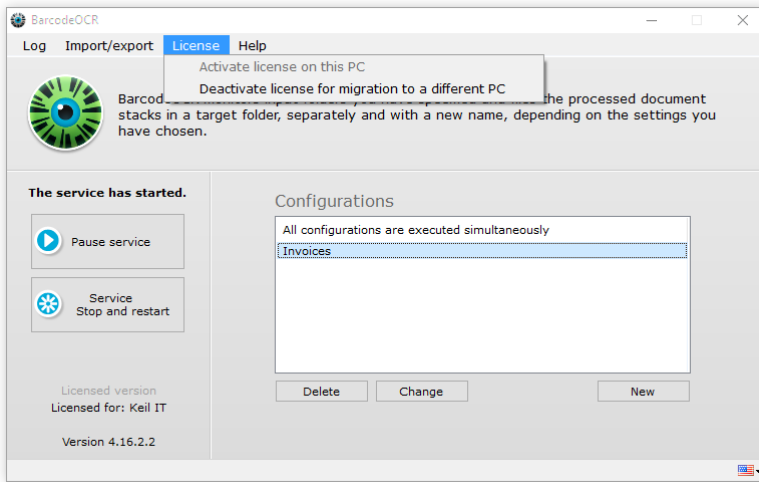 BarcodeOCR
Log Import/export License Help
Activate license on this PC
Deactivate license for migration to a different PC
the processed document
stacks in a target folder, separately and with a new name, depending on the settings you
have chosen.
The service has started.
Pause service
Service
Stop and restart
Licensed version
Licensed for: Keil IT
Version 4.16.2.2
Configurations
All configurations are executed simultaneously
Invoices
Delete Change New